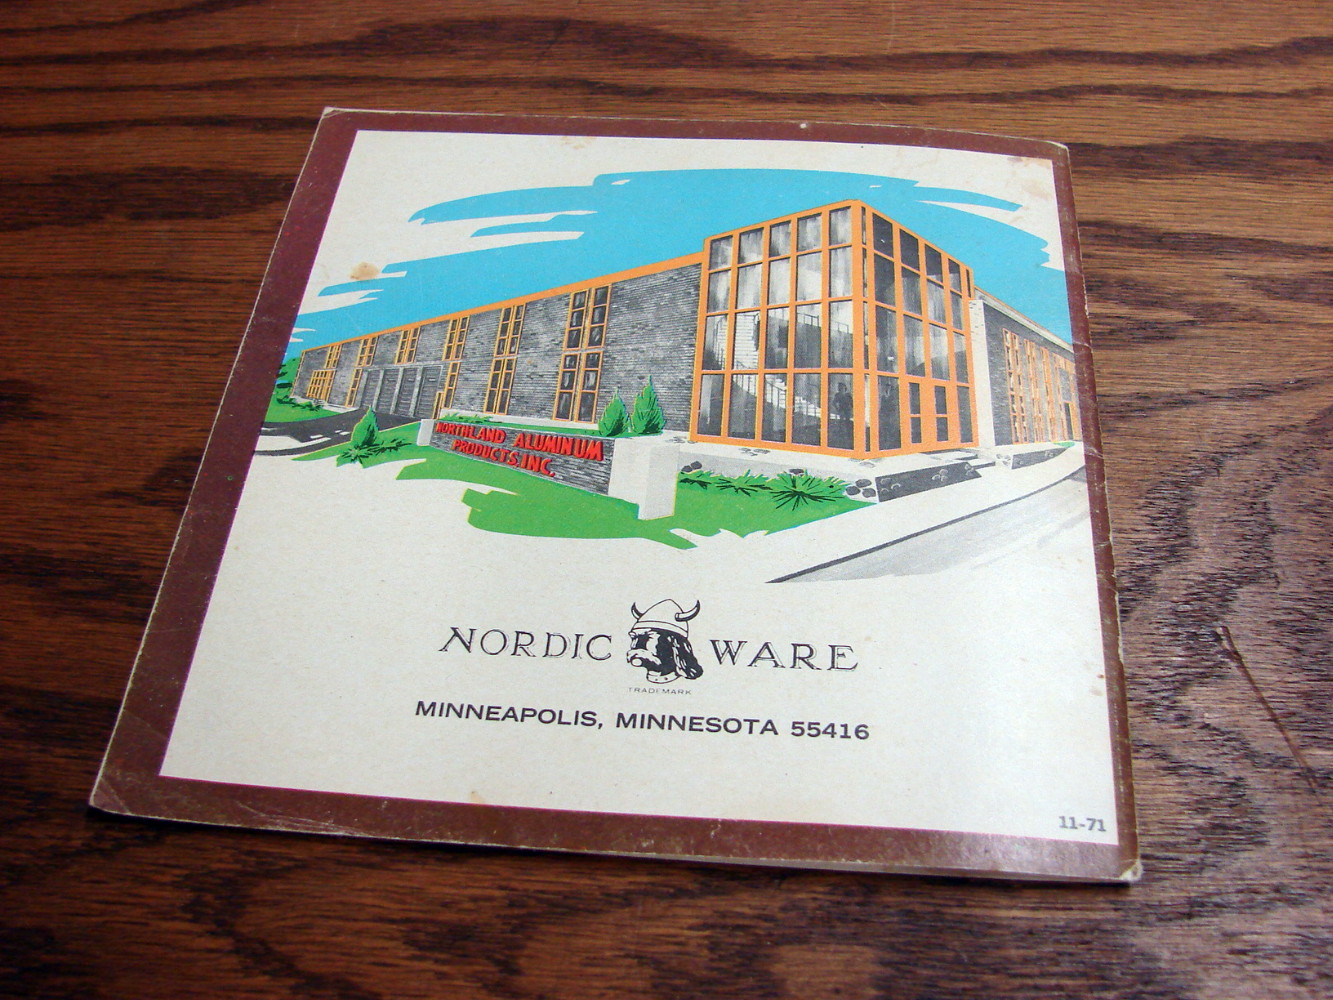 NORTHLAND ALUMINUM
PRODUCTS, INC.
NORDIC WARE
TRADEMARK
MINNEAPOLIS, MINNESOTA 55416
11-71